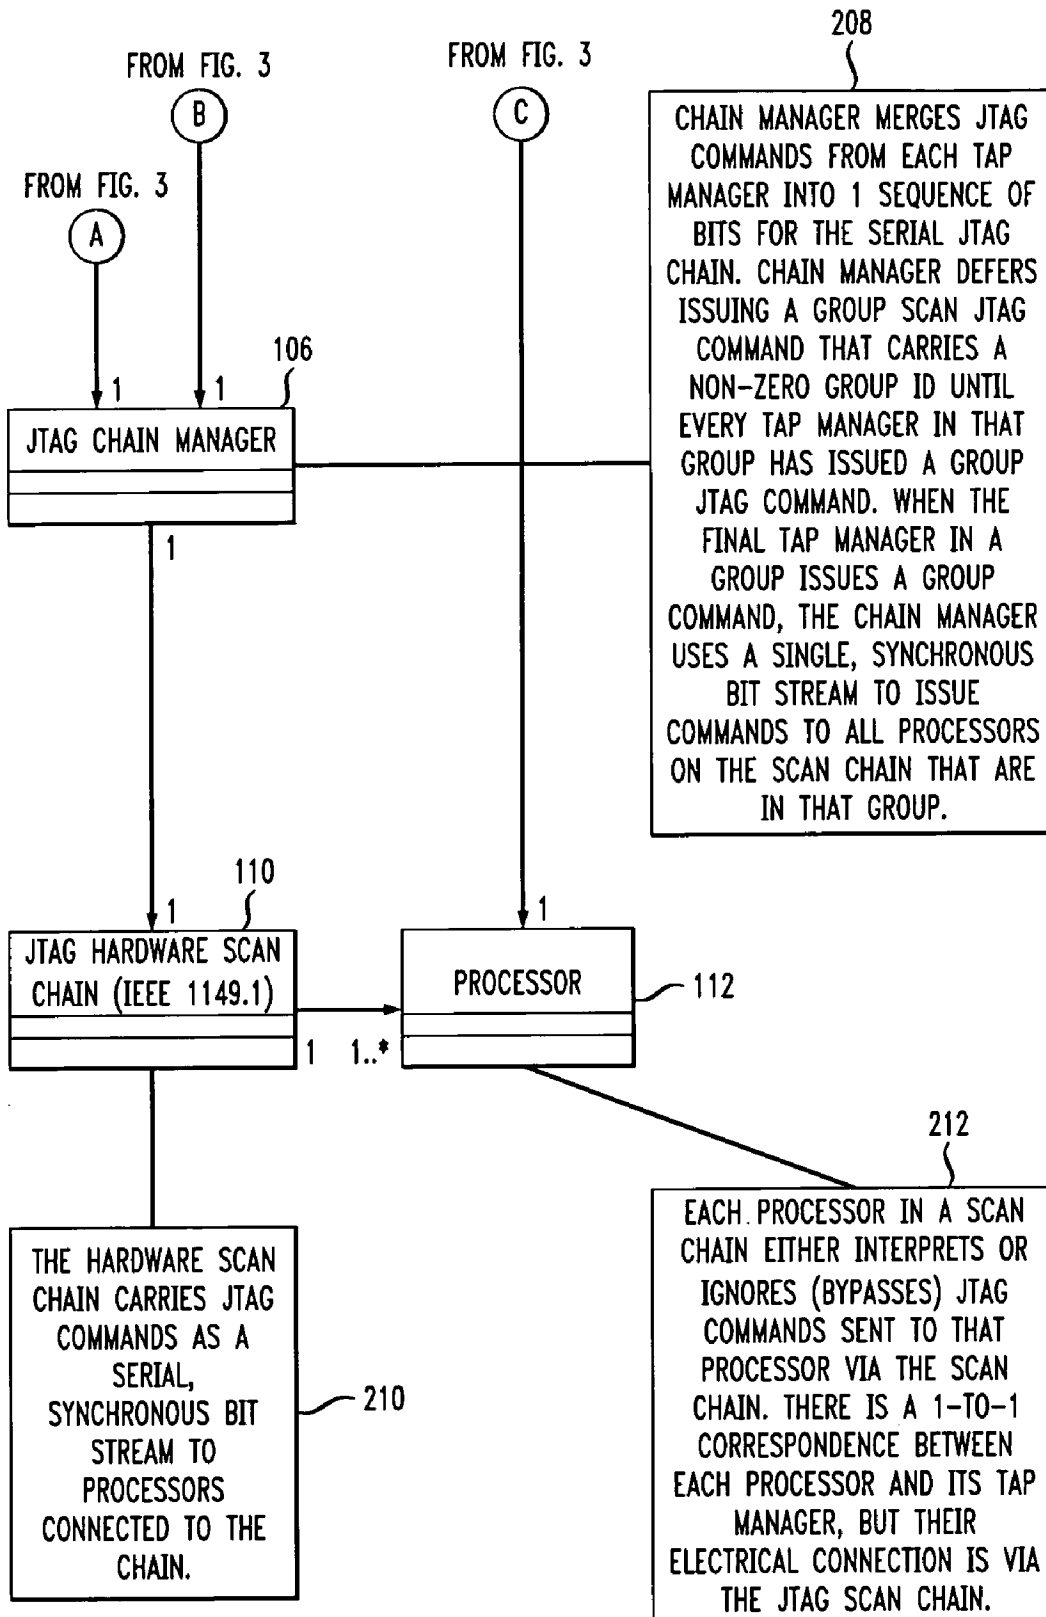 FROM FIG. 3
B
FROM FIG. 3
A
FROM FIG. 3
C
208
CHAIN MANAGER MERGES JTAG
COMMANDS FROM EACH TAP
MANAGER INTO 1 SEQUENCE OF
BITS FOR THE SERIAL JTAG
CHAIN. CHAIN MANAGER DEFERS
ISSUING A GROUP SCAN JTAG
COMMAND THAT CARRIES A
NON-ZERO GROUP ID UNTIL
EVERY TAP MANAGER IN THAT
GROUP HAS ISSUED A GROUP
JTAG COMMAND. WHEN THE
FINAL TAP MANAGER IN A
GROUP ISSUES A GROUP
COMMAND, THE CHAIN MANAGER
USES A SINGLE, SYNCHRONOUS
BIT STREAM TO ISSUE
COMMANDS TO ALL PROCESSORS
ON THE SCAN CHAIN THAT ARE
IN THAT GROUP.
106
1
1
JTAG CHAIN MANAGER
1
110
1
JTAG HARDWARE SCAN
CHAIN (IEEE 1149.1)
1
1..*
1
PROCESSOR
112
210
THE HARDWARE SCAN
CHAIN CARRIES JTAG
COMMANDS AS A
SERIAL,
SYNCHRONOUS BIT
STREAM TO
PROCESSORS
CONNECTED TO THE
CHAIN.
212
EACH PROCESSOR IN A SCAN
CHAIN EITHER INTERPRETS OR
IGNORES (BYPASSES) JTAG
COMMANDS SENT TO THAT
PROCESSOR VIA THE SCAN
CHAIN. THERE IS A 1-TO-1
CORRESPONDENCE BETWEEN
EACH PROCESSOR AND ITS TAP
MANAGER, BUT THEIR
ELECTRICAL CONNECTION IS VIA
THE JTAG SCAN CHAIN.